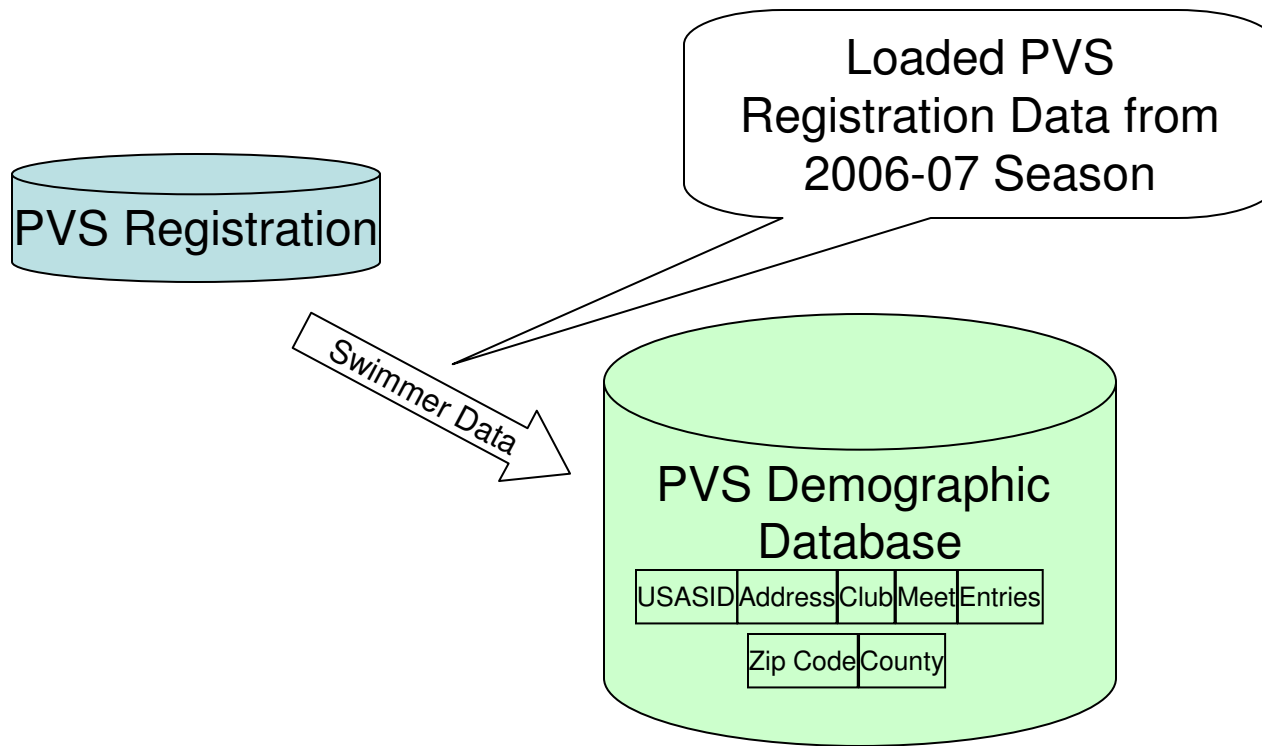 Loaded PVS
Registration Data from
2006-07 Season
PVS Registration
Swimmer Data
PVS Demographic
Database
USASID Address Club Meet Entries
Zip Code County